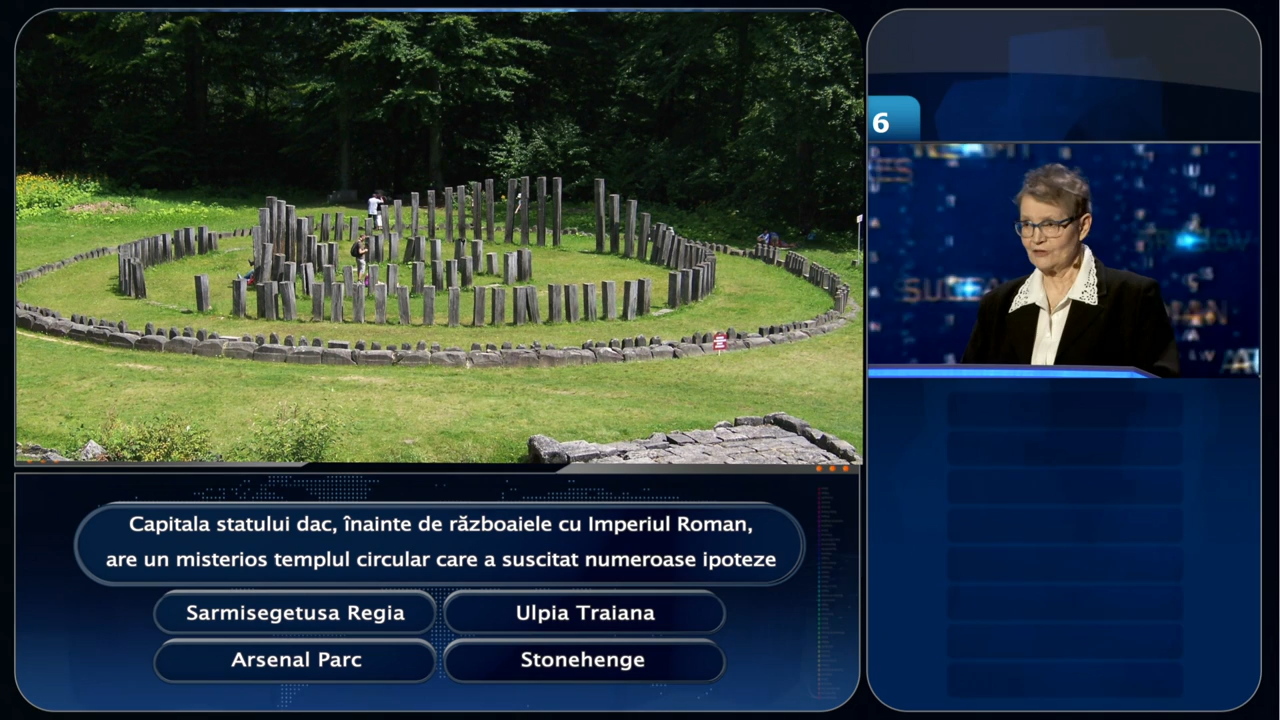 6
Capitala statului dac, înainte de războaiele cu Imperiul Roman,
are un misterios templul circular care a suscitat numeroase ipoteze
Sarmisegetusa Regia
Ulpia Traiana
Arsenal Parc
Stonehenge